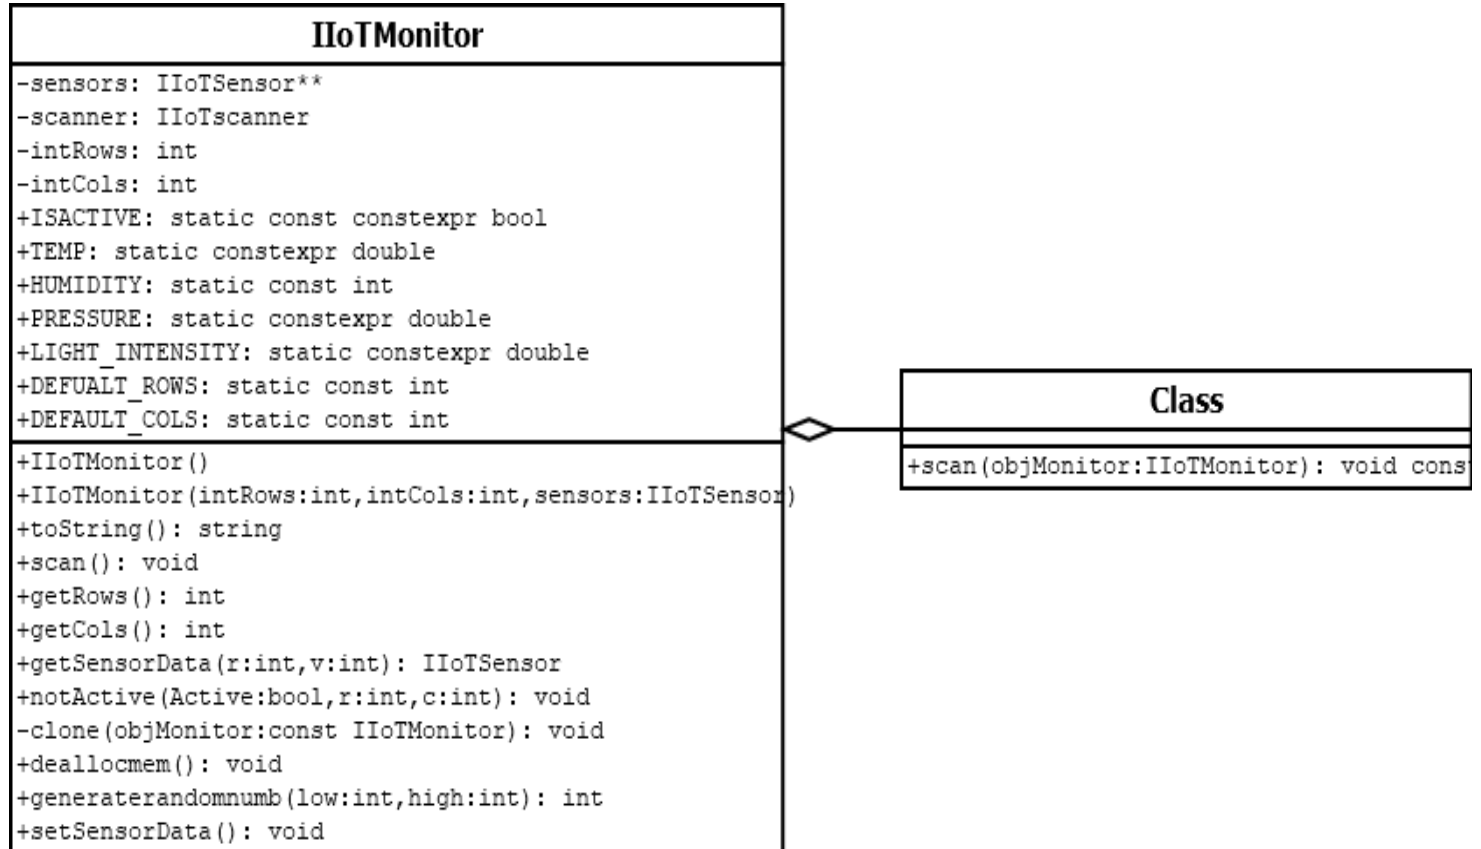 IIoTMonitor
-sensors: IIoTSensor**
-scanner: IIoTscanner
-intRows: int
-intCols: int
+ISACTIVE: static const constexpr bool
+TEMP: static constexpr double
+HUMIDITY: static const int
+PRESSURE: static constexpr double
+LIGHT_INTENSITY: static constexpr double
+DEFUALT_ROWS: static const int
+DEFAULT_COLS: static const int
+IIoTMonitor()
+IIoTMonitor(intRows:int,intCols:int,sensors:IIoTSensor)
+toString(): string
+scan(): void
+getRows(): int
+getCols(): int
+getSensorData(r:int,v:int): IIoTSensor
+notActive(Active:bool,r:int,c:int): void
-clone(objMonitor:const IIoTMonitor): void
+deallocmem(): void
+generaterandomnumb(low:int,high:int): int
+setSensorData(): void
Class
+scan(objMonitor:IIoTMonitor): void cons